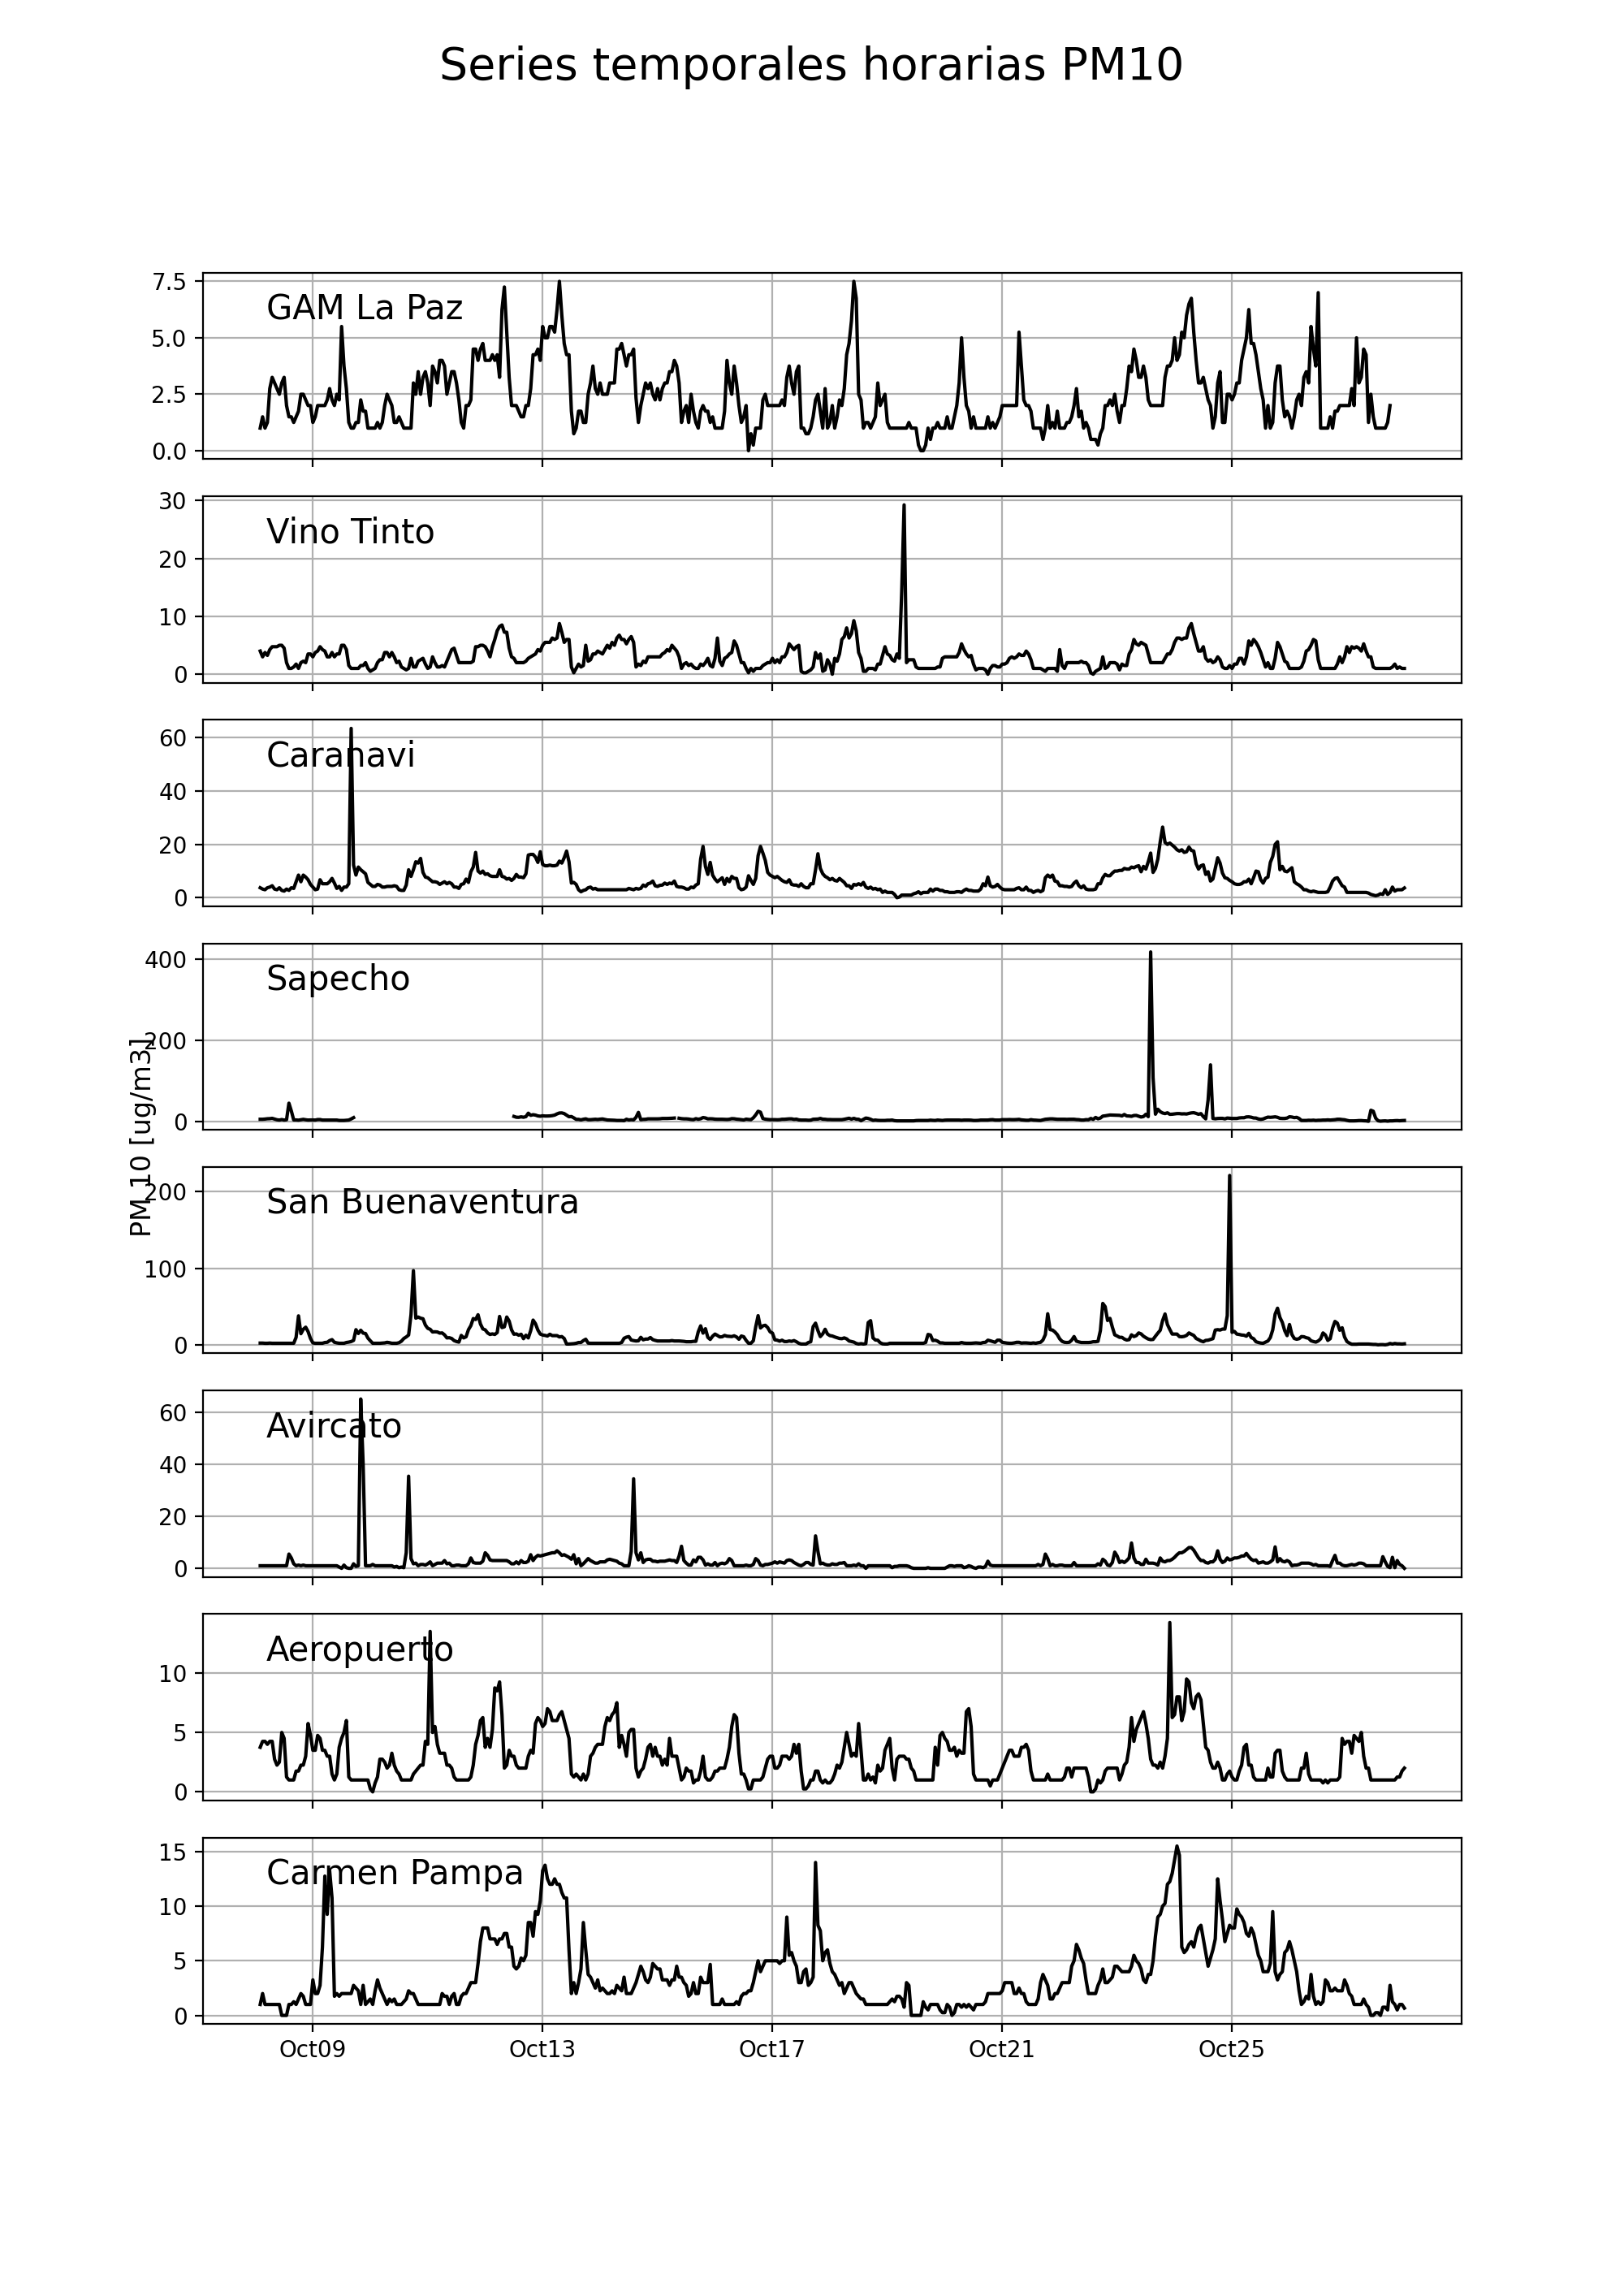 Series temporales horarias PM10
7.5
GAM La Paz
5.0
2.5
0.0
30
Vino Tinto
20
10
0
60
Caranavi
40
20
0
400
Sapecho
200
0
PM 10 [ug/m3]
200
San Buenaventura
100
0
60
Avircato
40
20
0
Aeropuerto
10
5
0
15
Carmen Pampa
10
5
0
Oct09 Oct13 Oct17 Oct21 Oct25